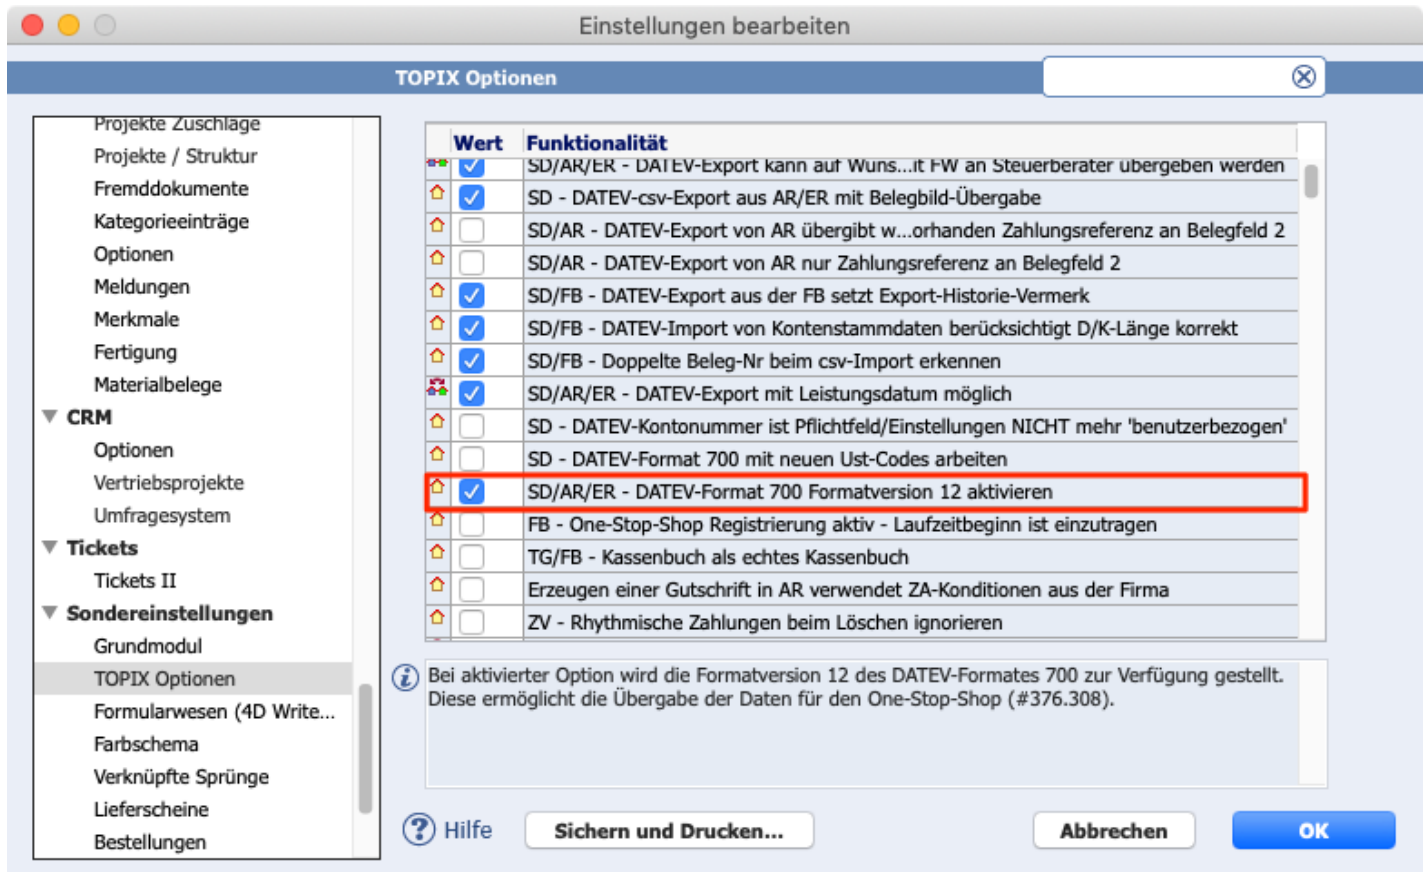 Einstellungen bearbeiten
TOPIX Optionen
Projekte Zuschläge
Projekte / Struktur
Fremddokumente
Kategorieeinträge
Optionen
Meldungen
Merkmale
Fertigung
Materialbelege
CRM
Optionen
Vertriebsprojekte
Umfragesystem
Tickets
Tickets II
Sondereinstellungen
Grundmodul
TOPIX Optionen
Formularwesen (4D Write...
Farbschema
Verknüpfte Sprünge
Lieferscheine
Bestellungen
Wert Funktionalität
SD/AR/ER - DATEV-Export kann auf Wuns...it FW an Steuerberater übergeben werden
SD - DATEV-csv-Export aus AR/ER mit Belegbild-Übergabe
SD/AR - DATEV-Export von AR übergibt w...orhanden Zahlungsreferenz an Belegfeld 2
SD/AR - DATEV-Export von AR nur Zahlungsreferenz an Belegfeld 2
SD/FB - DATEV-Export aus der FB setzt Export-Historie-Vermerk
SD/FB - DATEV-Import von Kontenstammdaten berücksichtigt D/K-Länge korrekt
SD/FB - Doppelte Beleg-Nr beim csv-Import erkennen
SD/AR/ER - DATEV-Export mit Leistungsdatum möglich
SD - DATEV-Kontonummer ist Pflichtfeld/Einstellungen NICHT mehr 'benutzerbezogen'
SD - DATEV-Format 700 mit neuen Ust-Codes arbeiten
SD/AR/ER - DATEV-Format 700 Formatversion 12 aktivieren
FB - One-Stop-Shop Registrierung aktiv - Laufzeitbeginn ist einzutragen
TG/FB - Kassenbuch als echtes Kassenbuch
Erzeugen einer Gutschrift in AR verwendet ZA-Konditionen aus der Firma
ZV - Rhythmische Zahlungen beim Löschen ignorieren
Bei aktivierter Option wird die Formatversion 12 des DATEV-Formates 700 zur Verfügung gestellt.
Diese ermöglicht die Übergabe der Daten für den One-Stop-Shop (#376.308).
? Hilfe
Sichern und Drucken...
Abbrechen
OK